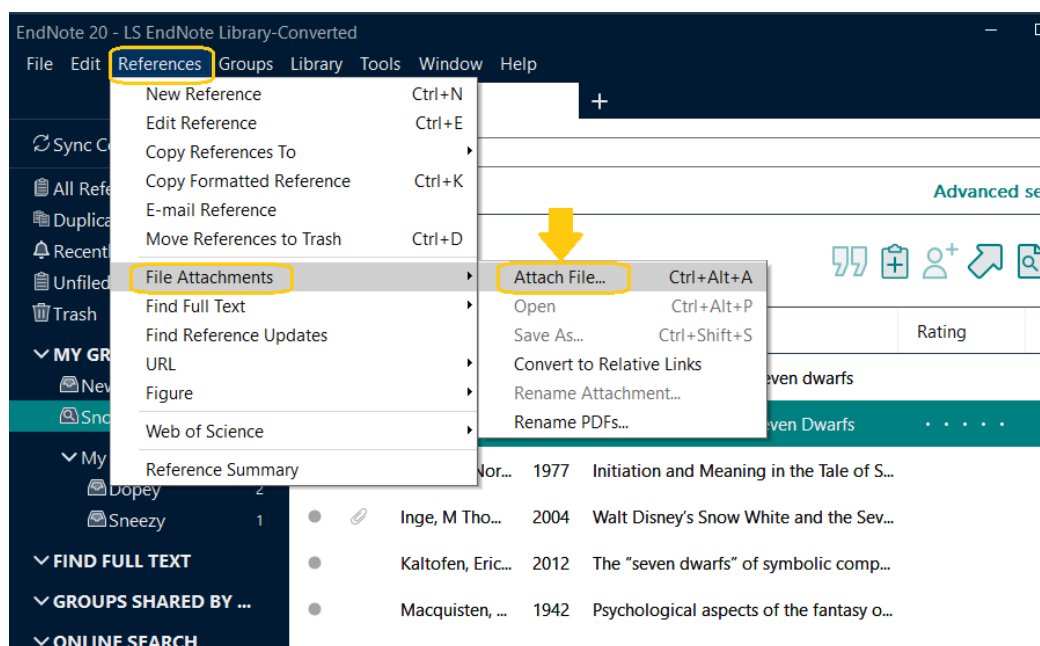 EndNote 20 - LS EndNote Library-Converted
File Edit References Groups Library Tools Window Help
New Reference Ctrl+N
Edit Reference Ctrl+E
Copy References To
Copy Formatted Reference Ctrl+K
E-mail Reference
Move References to Trash Ctrl+D
File Attachments
Find Full Text
Find Reference Updates
URL
Figure
Web of Science
Reference Summary
Attach File... Ctrl+Alt+A
Open Ctrl+Alt+P
Save As... Ctrl+Shift+S
Convert to Relative Links
Rename Attachment...
Rename PDFs...
+
Sync
All
Trash
MY
My
Dopey 2
Sneezy 1
FIND FULL TEXT
GROUPS SHARED BY ...
ONLINE SEARCH
Advanced
Rating
dwarfs
Dwarfs
1977 Initiation and Meaning in the Tale of S...
Inge, M Tho... 2004 Walt Disney's Snow White and the Sev...
Kaltofen, Eric... 2012 The "seven dwarfs" of symbolic comp...
Macquisten, ... 1942 Psychological aspects of the fantasy o...